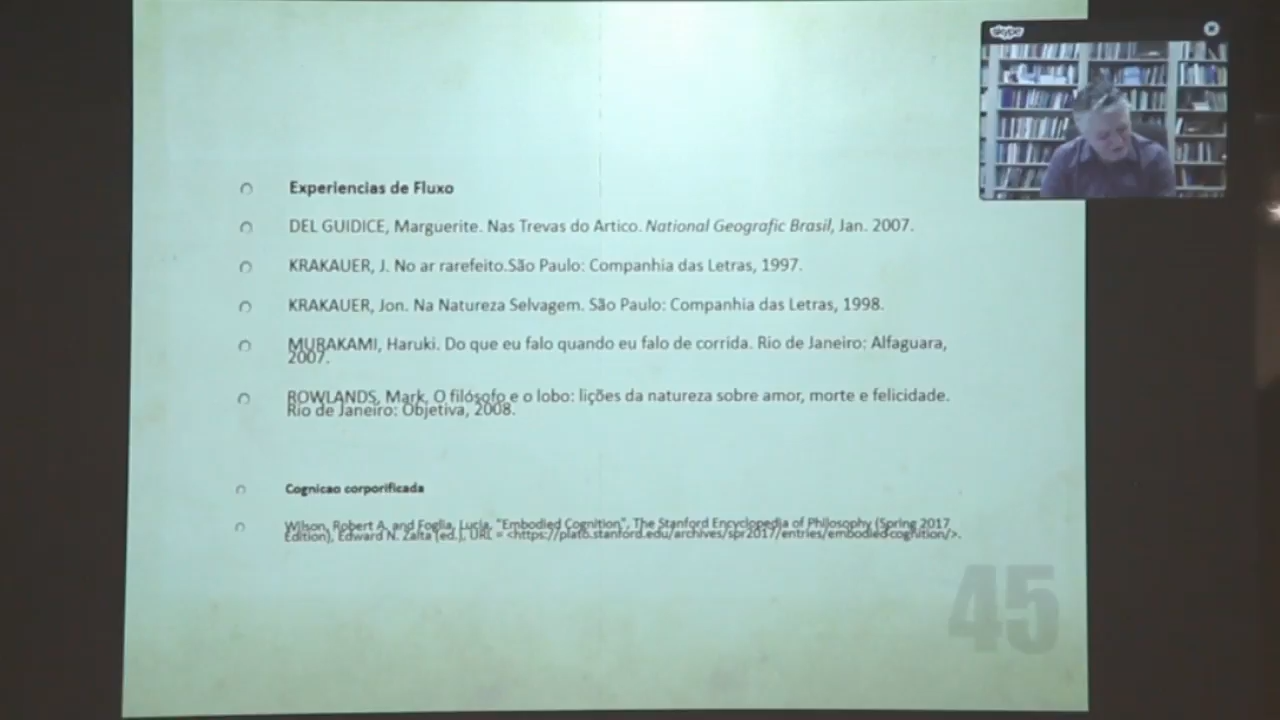 skype
Experiencias de Fluxo
DEL GUIDICE, Marguerite. Nas Trevas do Artico. National Geografic Brasil, Jan. 2007.
KRAKAUER, J. No ar rarefeito.São Paulo: Companhia das Letras, 1997.
KRAKAUER, Jon. Na Natureza Selvagem. São Paulo: Companhia das Letras, 1998.
MURAKAMI, Haruki. Do que eu falo quando eu falo de corrida. Rio de Janeiro: Alfaguara,
2007.
ROWLANDS, Mark. O filósofo e o lobo: lições da natureza sobre amor, morte e felicidade.
Rio de Janeiro: Objetiva, 2008.
Cognicao corporificada
Wilson, Robert A. and Foglia, Lucia, "Embodied Cognition", The Stanford Encyclopedia of Philosophy (Spring 2017
Edition), Edward N. Zalta (ed.), URL = <https://plato.stanford.edu/archives/spr2017/entries/embodied-cognition/>.
45